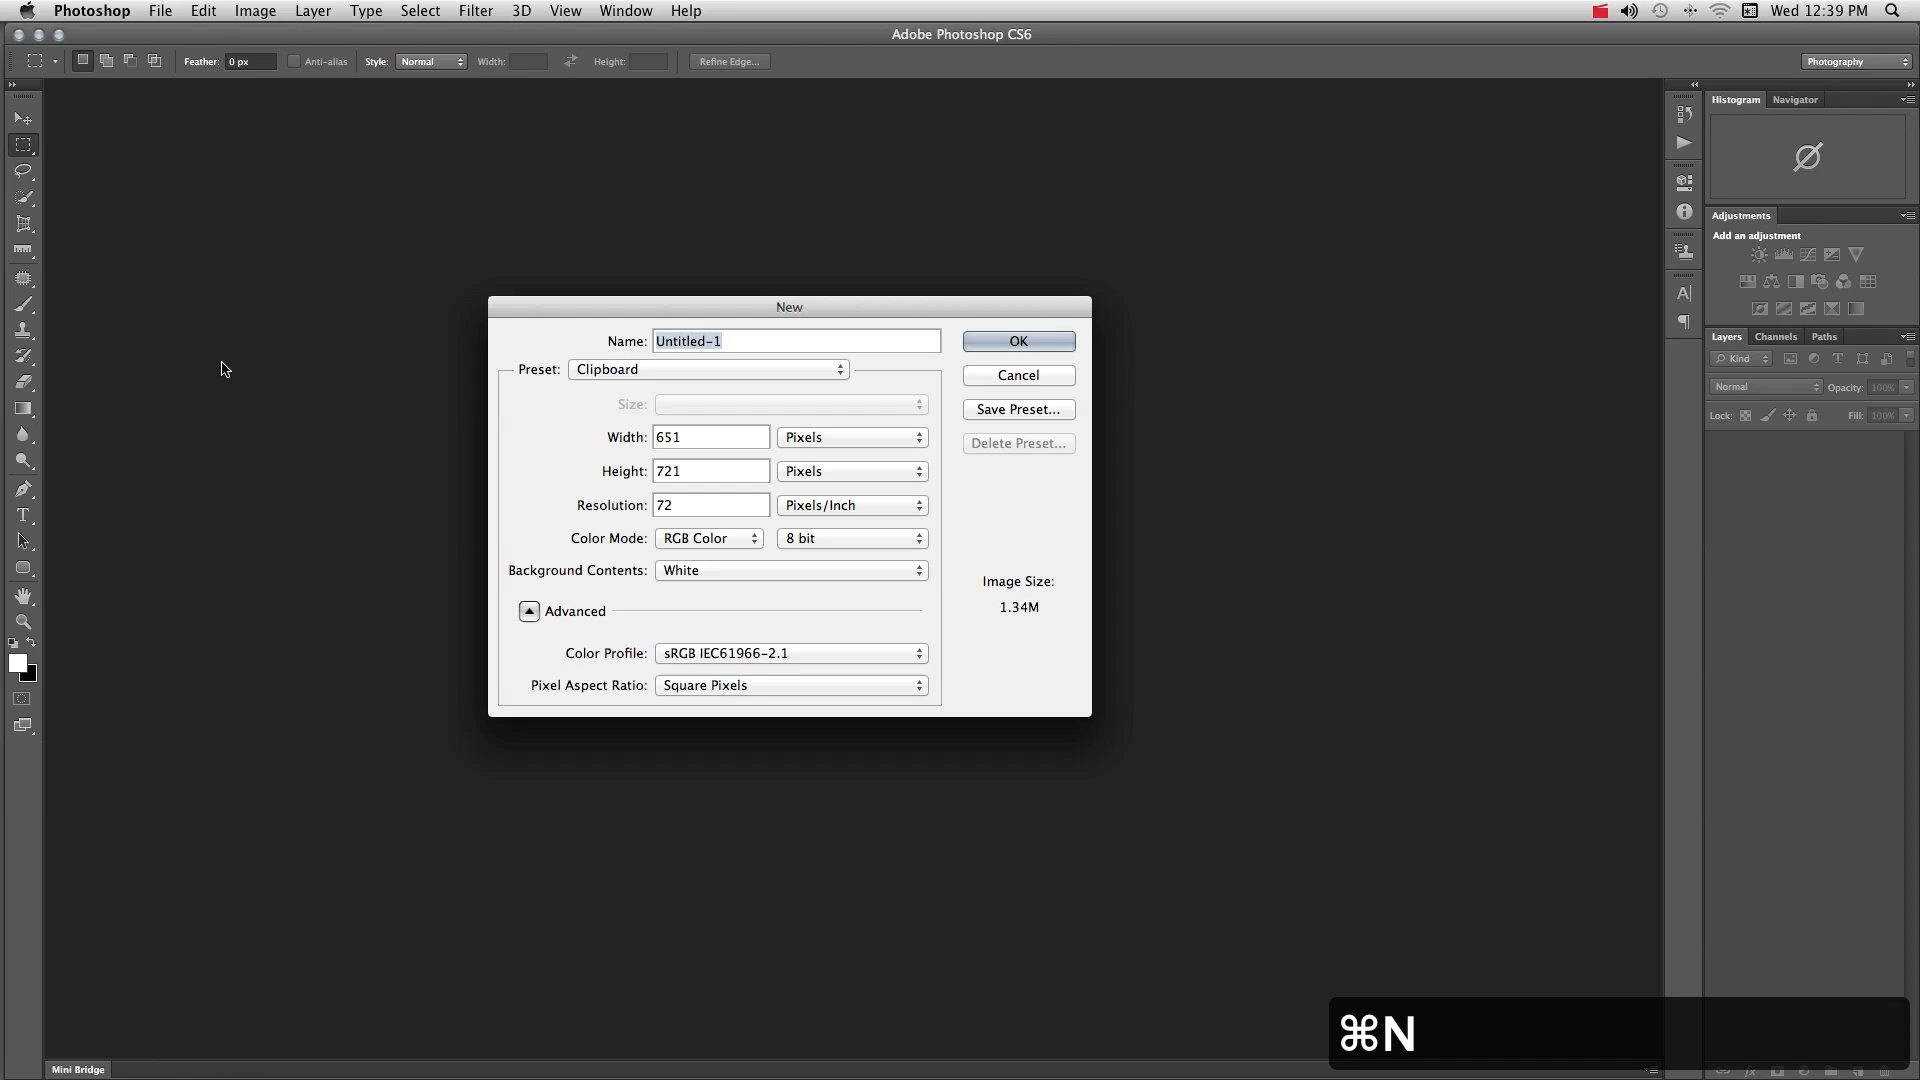 Photoshop File Edit Image Layer Type Select Filter 3D View Window Help Wed 12:39 PM
Adobe Photoshop CS6
Feather: 0 px Anti-alias Style: Normal Width: Height: Refine Edge... Photography
Histogram Navigator
Adjustments
Add an adjustment
Layers Channels Paths
Kind
Normal Opacity: 100%
Lock: Fill: 100%
New
Name: Untitled-1 OK
Preset: Clipboard Cancel
Size: Save Preset...
Width: 651 Pixels Delete Preset...
Height: 721 Pixels
Resolution: 72 Pixels/Inch
Color Mode: RGB Color 8 bit
Background Contents: White
Image Size:
1.34M
Advanced
Color Profile: sRGB IEC61966-2.1
Pixel Aspect Ratio: Square Pixels
⌘N
Mini Bridge